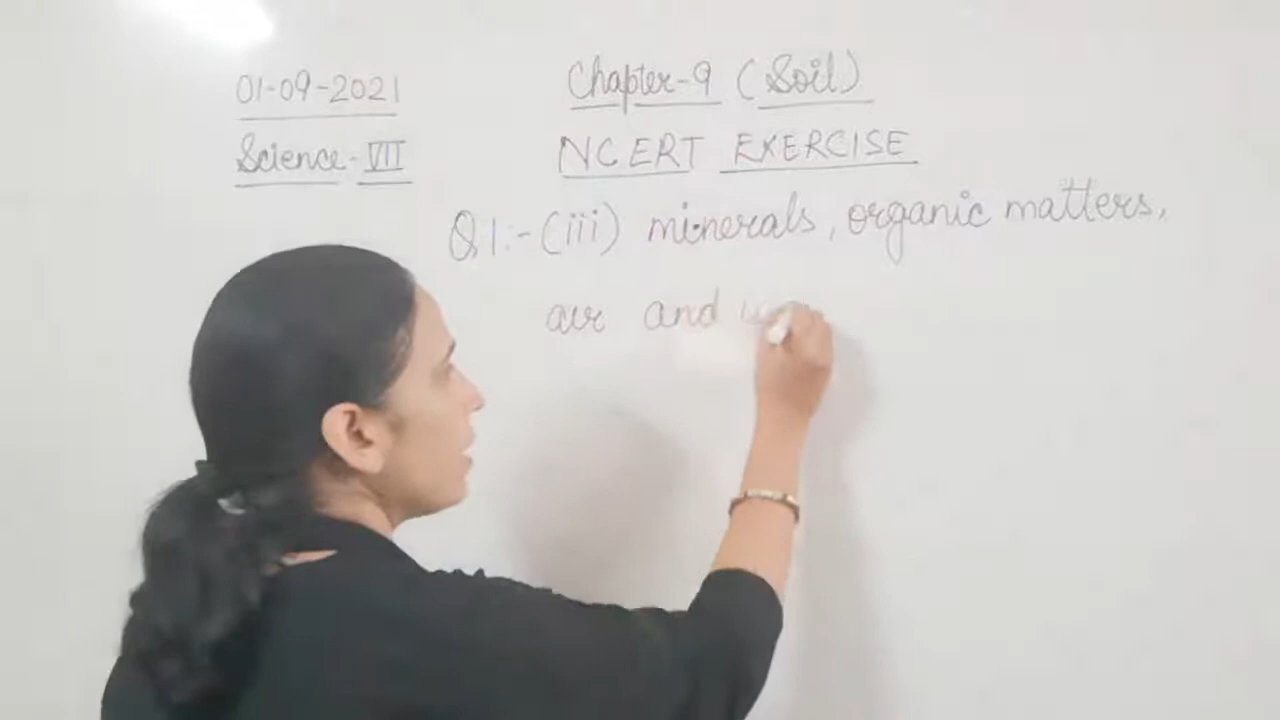 01-09-2021
Science-VII
Chapter-9 (Soil)
NCERT EXERCISE
Q1:-(iii) minerals, organic matters,
air and